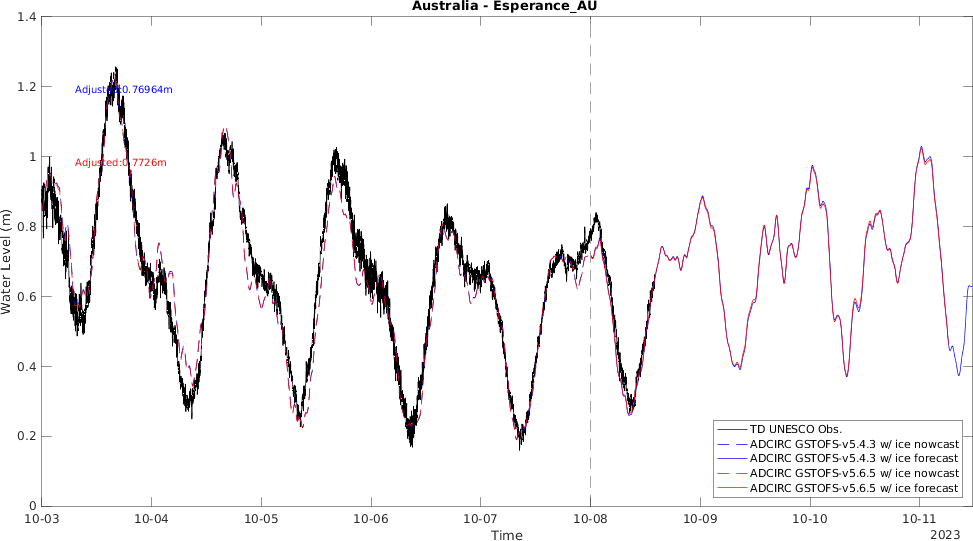 Australia - Esperance_AU
1.4
1.2
1
0.8
0.6
0.4
0.2
0
Water Level (m)
Adjusted:0.76964m
Adjusted:0.7726m
TD UNESCO Obs.
ADCIRC GSTOFS-v5.4.3 w/ ice nowcast
ADCIRC GSTOFS-v5.4.3 w/ ice forecast
ADCIRC GSTOFS-v5.6.5 w/ ice nowcast
ADCIRC GSTOFS-v5.6.5 w/ ice forecast
10-03 10-04 10-05 10-06 10-07 10-08 10-09 10-10 10-11
Time
2023